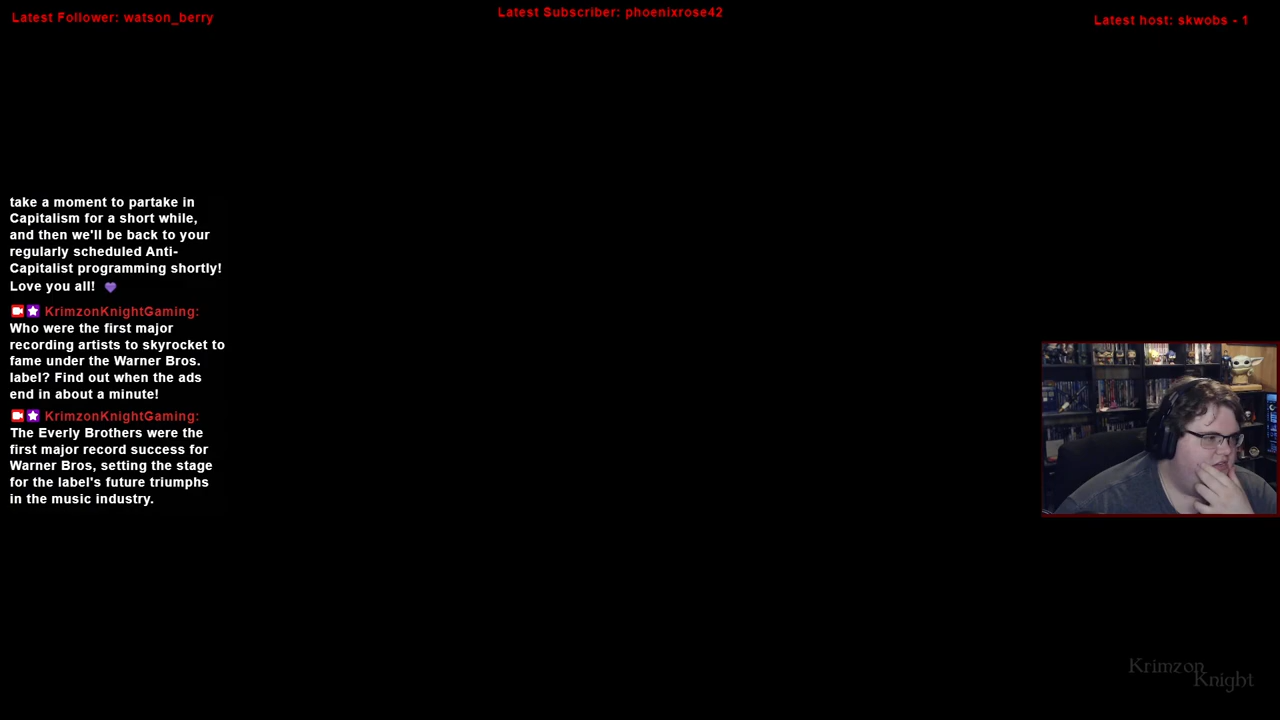 Latest Follower: watson_berry
Latest Subscriber: phoenixrose42
Latest host: skwobs - 1
take a moment to partake in
Capitalism for a short while,
and then we'll be back to your
regularly scheduled Anti-
Capitalist programming shortly!
Love you all!
KrimzonKnightGaming:
Who were the first major
recording artists to skyrocket to
fame under the Warner Bros.
label? Find out when the ads
end in about a minute!
KrimzonKnightGaming:
The Everly Brothers were the
first major record success for
Warner Bros, setting the stage
for the label's future triumphs
in the music industry.
Krimzon
Knight